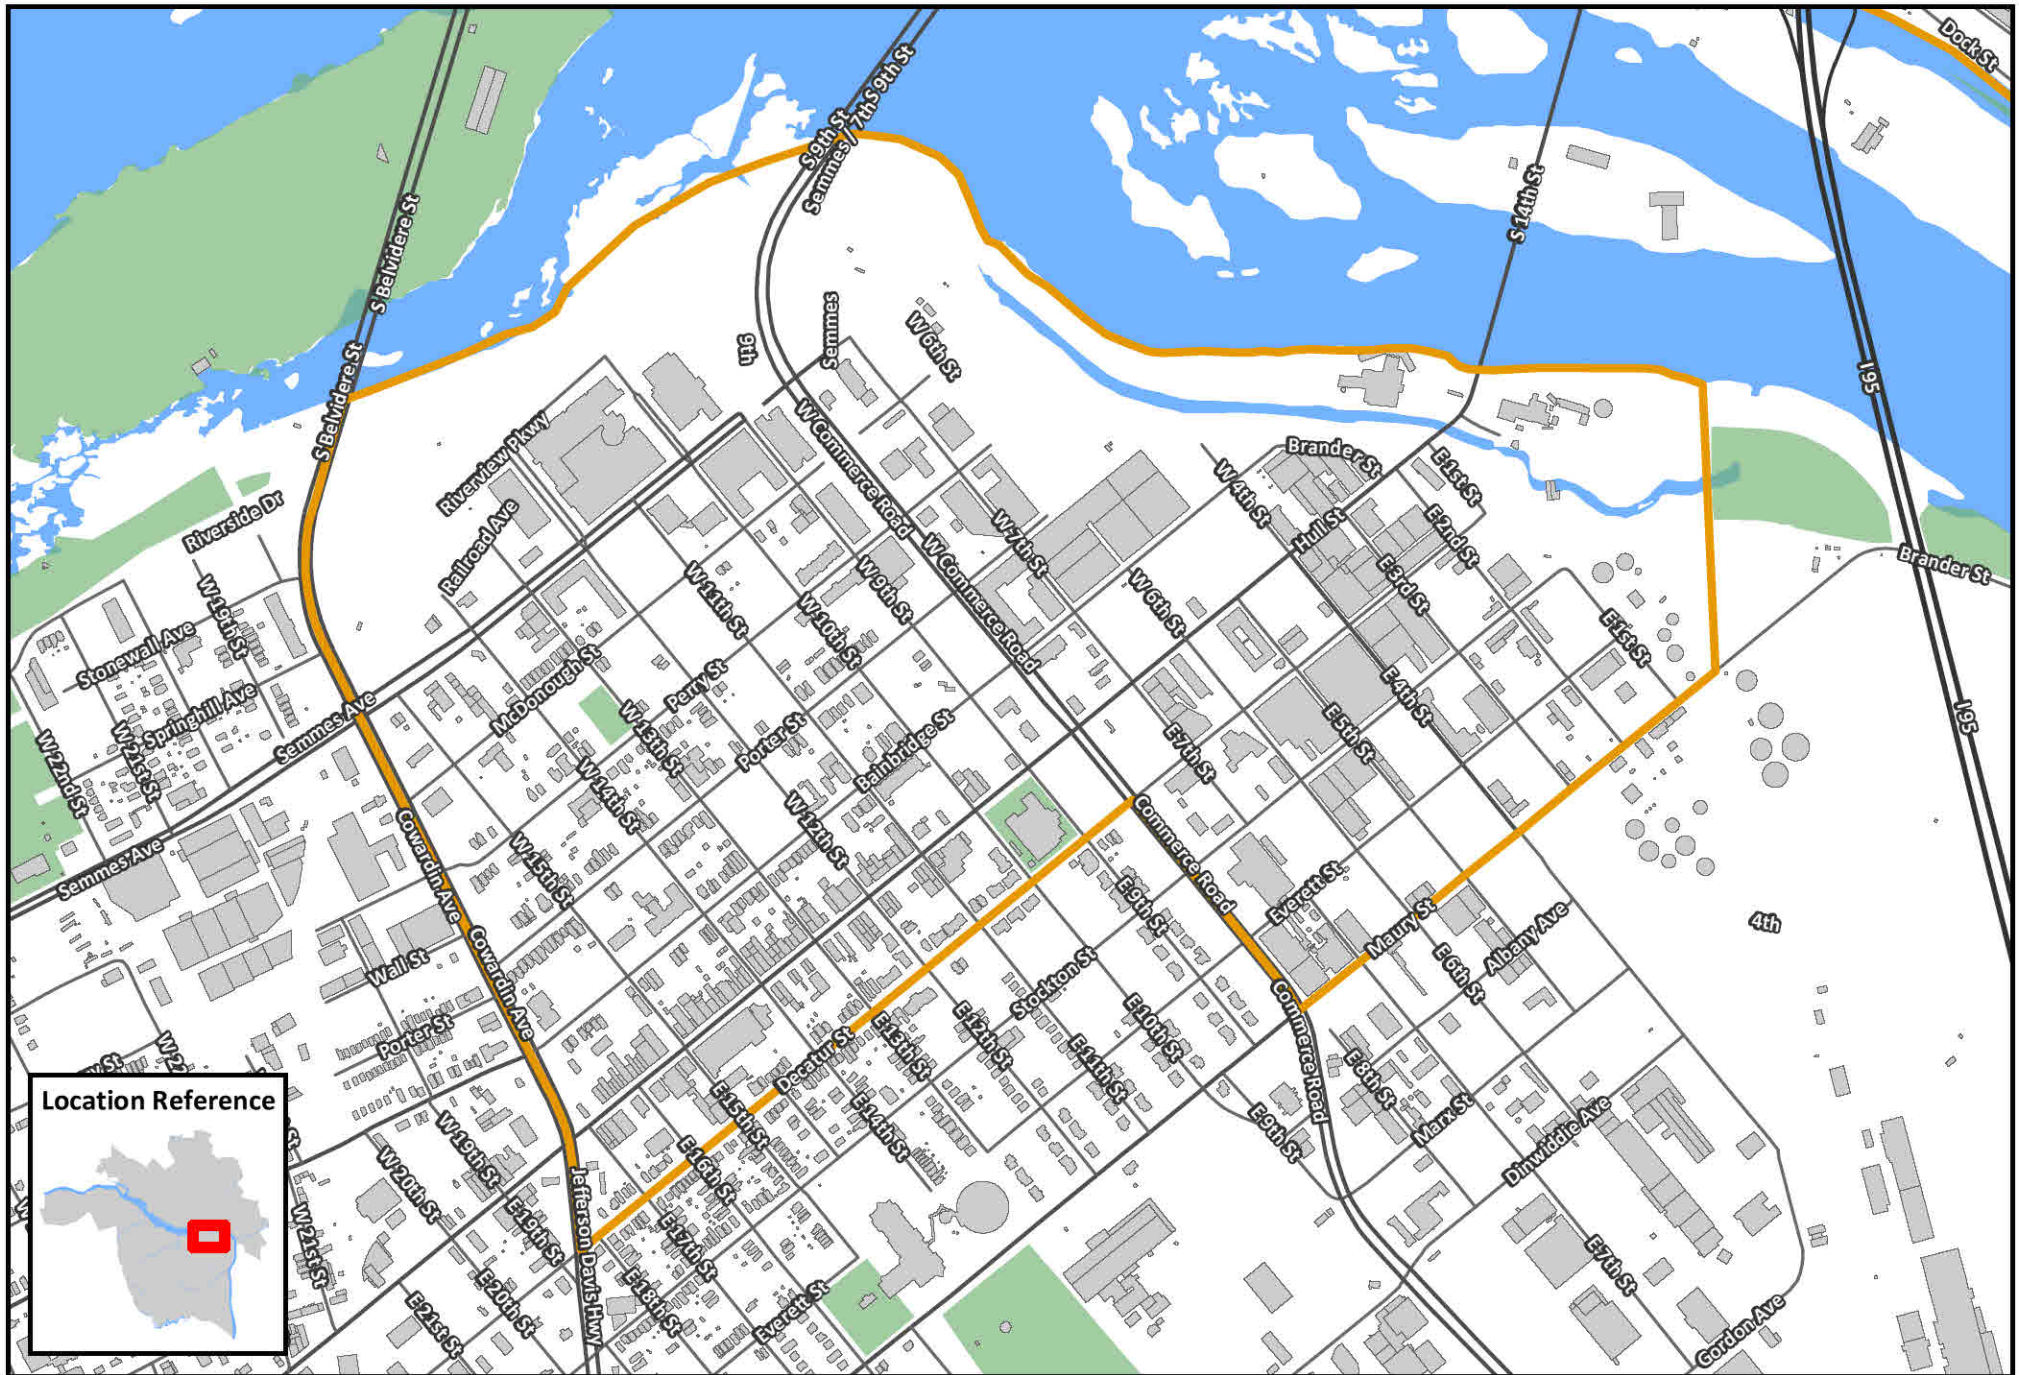 Dock St
S 9th St
S 9th St
Semmes / 7th
S Belvidere St
S 14th St
S Belvidere St
9th
Semmes
W 6th St
I 95
Riverview Pkwy
W Commerce Road
Brander St
E 1st St
W 4th St
Riverside Dr
Railroad Ave
Hull St
E 2nd St
W 7th St
Brander St
W 19th St
W 11th St
W 10th St
W 9th St
W Commerce Road
W 6th St
E 3rd St
E 1st St
Stonewall Ave
Springhill Ave
McDonough St
Perry St
E 4th St
I 95
W 22nd St
W 21st St
Semmes Ave
W 13th St
Porter St
Bainbridge St
E 7th St
E 5th St
W 14th St
W 12th St
Commerce Road
Semmes Ave
Cowardin Ave
W 15th St
E 9th St
Everett St
Maury St
4th
Wall St
Cowardin Ave
Stockton St
E 6th St
Albany Ave
Porter St
Decatur St
E 13th St
E 12th St
E 10th St
Commerce Road
E 11th St
E 8th St
W 22
St
Location Reference
St
W 19th St
W 20th St
E 15th St
E 14th St
E 9th St
Marx St
Dinwiddie Ave
E 16th St
Jefferson Davis Hwy
W 21st St
E 19th St
E 17th St
E 20th St
E 18th St
E 21st St
Everett St
E 7th St
Gordon Ave